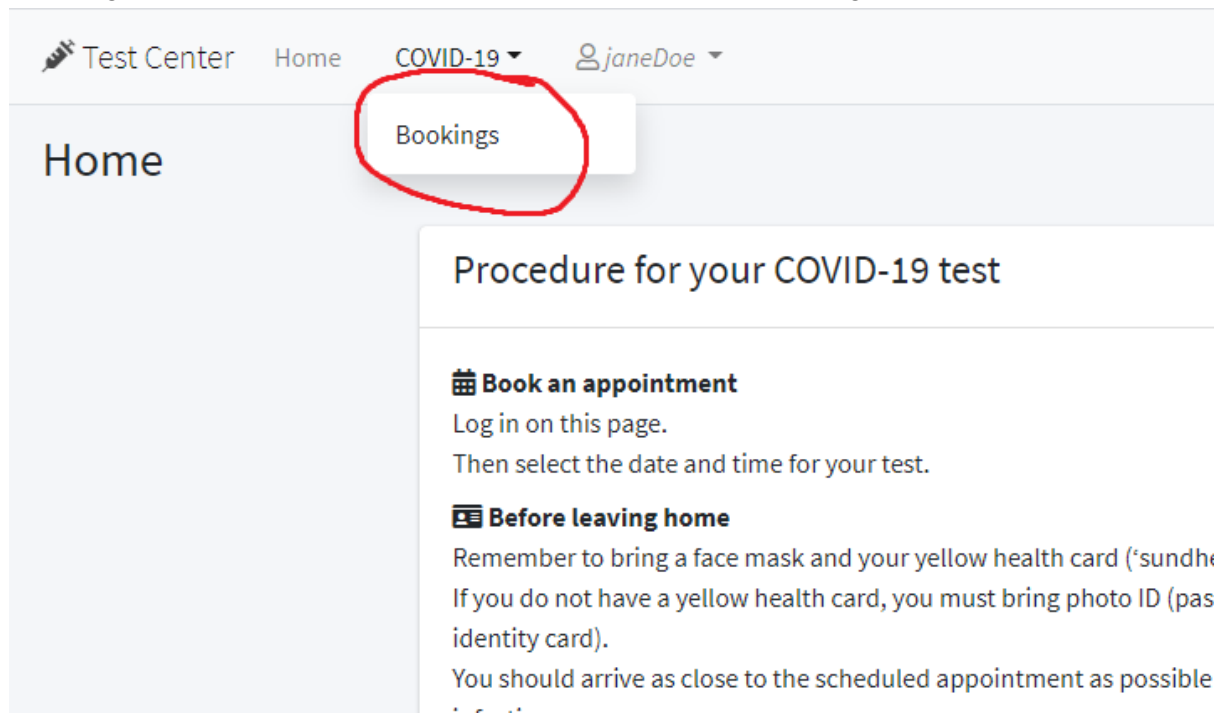 Test Center Home COVID-19 janeDoe
Bookings
Home
Procedure for your COVID-19 test
Book an appointment
Log in on this page.
Then select the date and time for your test.
Before leaving home
Remember to bring a face mask and your yellow health card (‘sundhe
If you do not have a yellow health card, you must bring photo ID (pas
identity card).
You should arrive as close to the scheduled appointment as possible